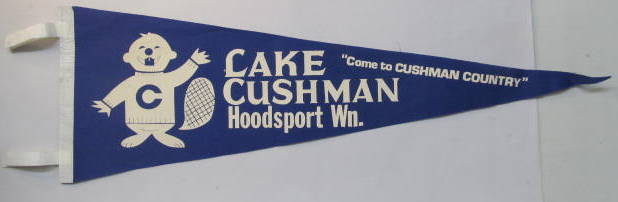 C
LAKE
CUSHMAN
Hoodsport Wn.
"Come to CUSHMAN COUNTRY"